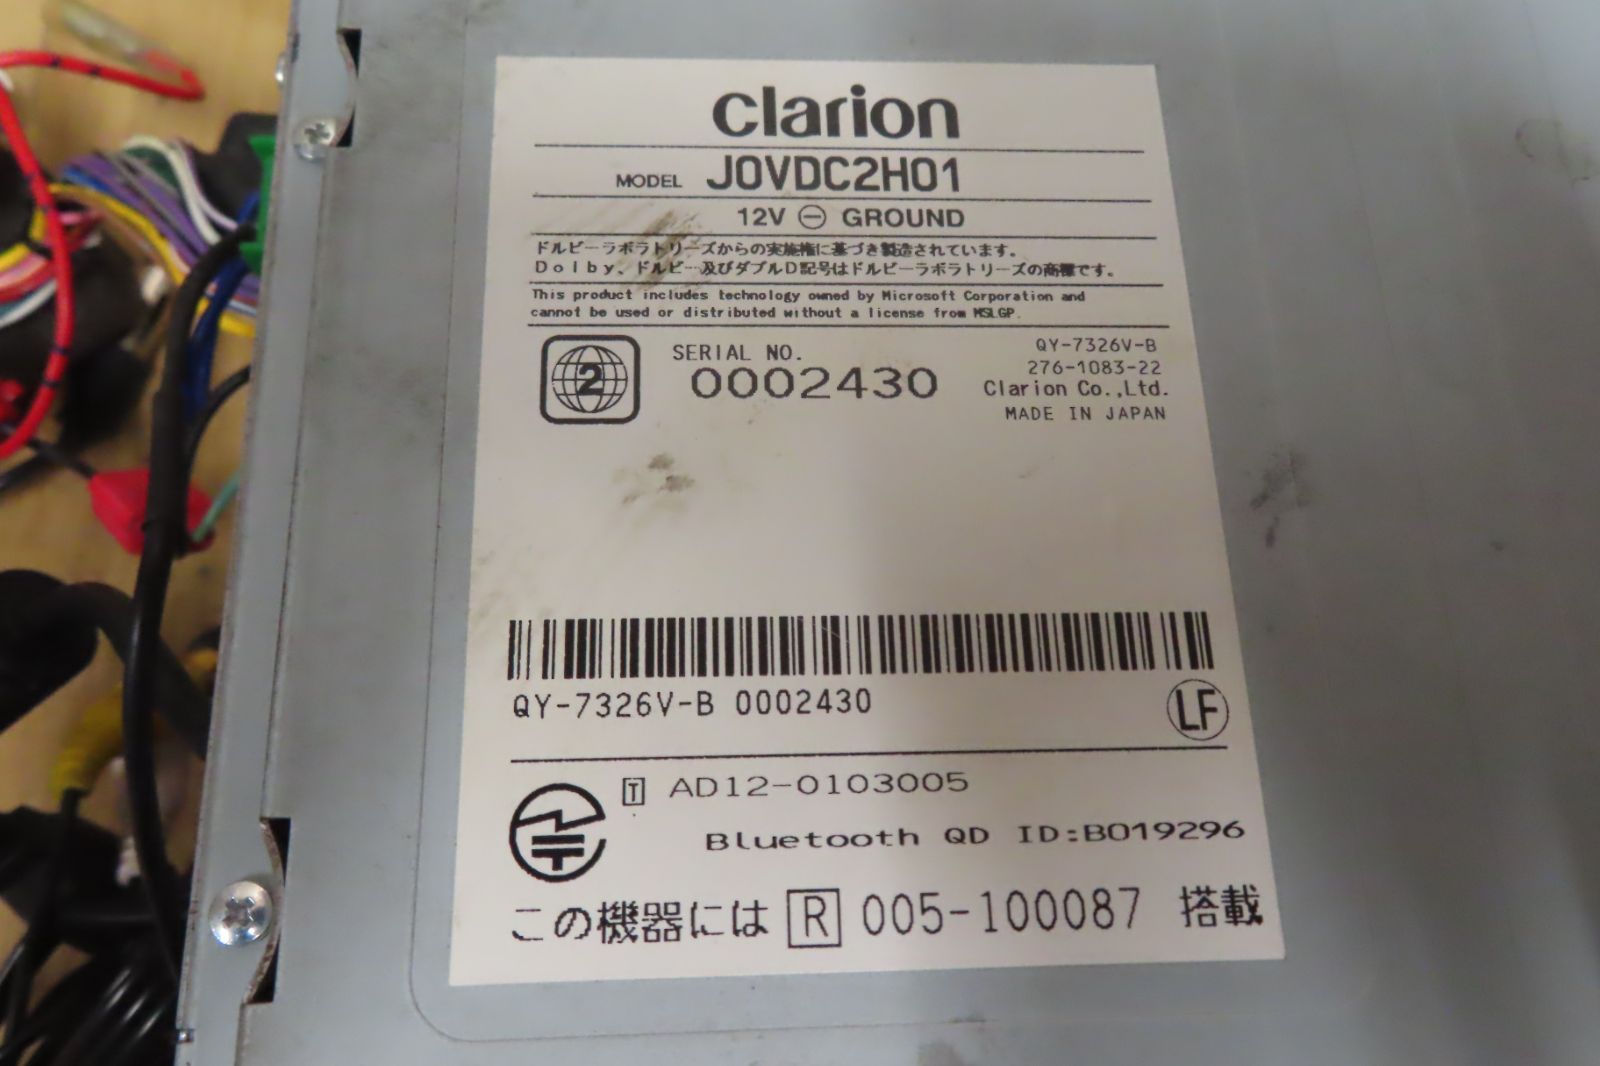 clarion
MODEL J0VDC2H01
12V ⊖ GROUND
ドルビーラボラトリーズからの実施権に基づき製造されています。
Dolby、ドルビー及びダブルD記号はドルビーラボラトリーズの商標です。
This product includes technology owned by Microsoft Corporation and
cannot be used or distributed without a license from MSLGP.
2
SERIAL NO.
0002430
QY-7326V-B
276-1083-22
Clarion Co.,Ltd.
MADE IN JAPAN
QY-7326V-B 0002430
LF
T AD12-0103005
Bluetooth QD ID:B019296
この機器には R 005-100087 搭載